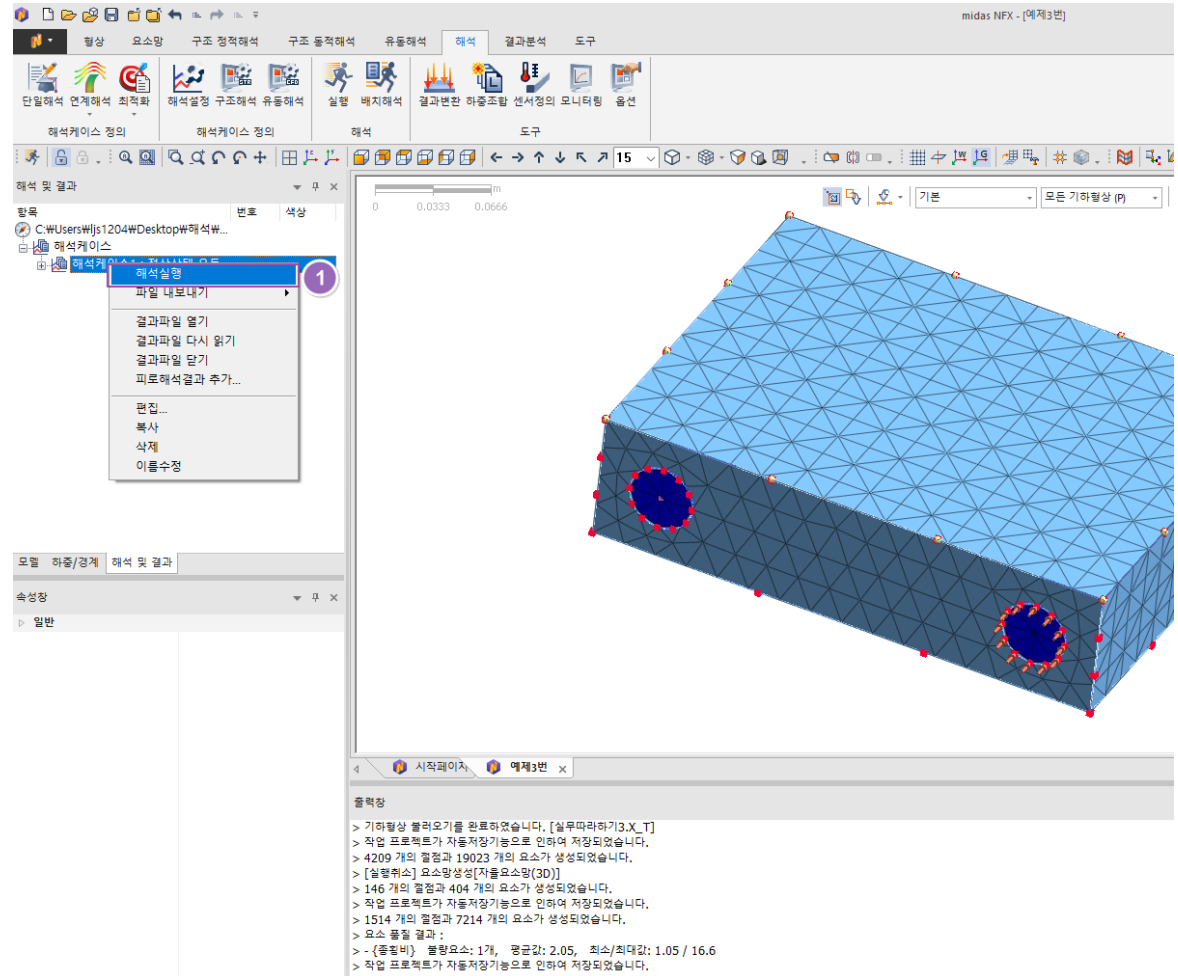 midas NFX - [예제3번]
형상 요소망 구조 정적해석 구조 동적해석 유동해석 해석 결과분석 도구
단일해석 연계해석 최적화 해석설정 구조해석 유동해석 실행 배치해석 결과변환 하중조합 센서정의 모니터링 옵션
해석케이스 정의 해석케이스 정의 해석 도구
15
해석 및 결과
항목 번호 색상
C:₩Users₩ljs1204₩Desktop₩해석₩...
해석케이스
해석실행
1
파일 내보내기
결과파일 열기
결과파일 다시 읽기
결과파일 닫기
피로해석결과 추가...
편집...
복사
삭제
이름수정
모델 하중/경계 해석 및 결과
속성창
일반
m
0 0.0333 0.0666
기본 모든 기하형상 (P)
시작페이지 예제3번
출력창
> 기하형상 불러오기를 완료하였습니다. [실무따라하기3.X_T]
> 작업 프로젝트가 자동저장기능으로 인하여 저장되었습니다.
> 4209 개의 절점과 19023 개의 요소가 생성되었습니다.
> [실행취소] 요소망생성[자율요소망(3D)]
> 146 개의 절점과 404 개의 요소가 생성되었습니다.
> 작업 프로젝트가 자동저장기능으로 인하여 저장되었습니다.
> 1514 개의 절점과 7214 개의 요소가 생성되었습니다.
> 요소 품질 결과 :
> - {종횡비} 불량요소: 1개, 평균값: 2.05, 최소/최대값: 1.05 / 16.6
> 작업 프로젝트가 자동저장기능으로 인하여 저장되었습니다.